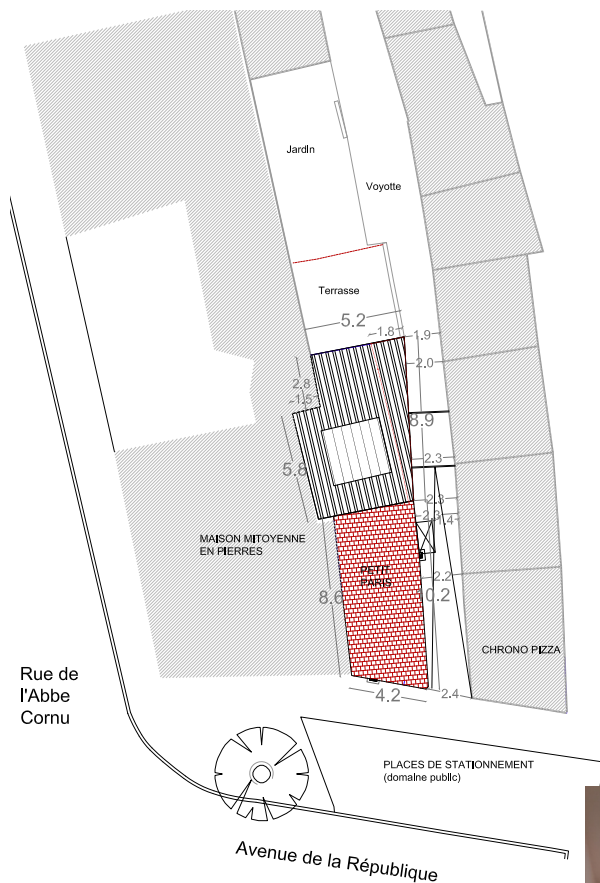 Jardin
Voyotte
Terrasse
5.2
1.8
1.9
2.0
2.8
1.5
8.9
5.8
2.3
2.3
2.3
1.4
MAISON MITOYENNE
EN PIERRES
PETIT
PARIS
8.6
2.2
10.2
CHRONO PIZZA
4.2
2.4
Rue de
l'Abbe
Cornu
PLACES DE STATIONNEMENT
(domaine public)
Avenue de la République